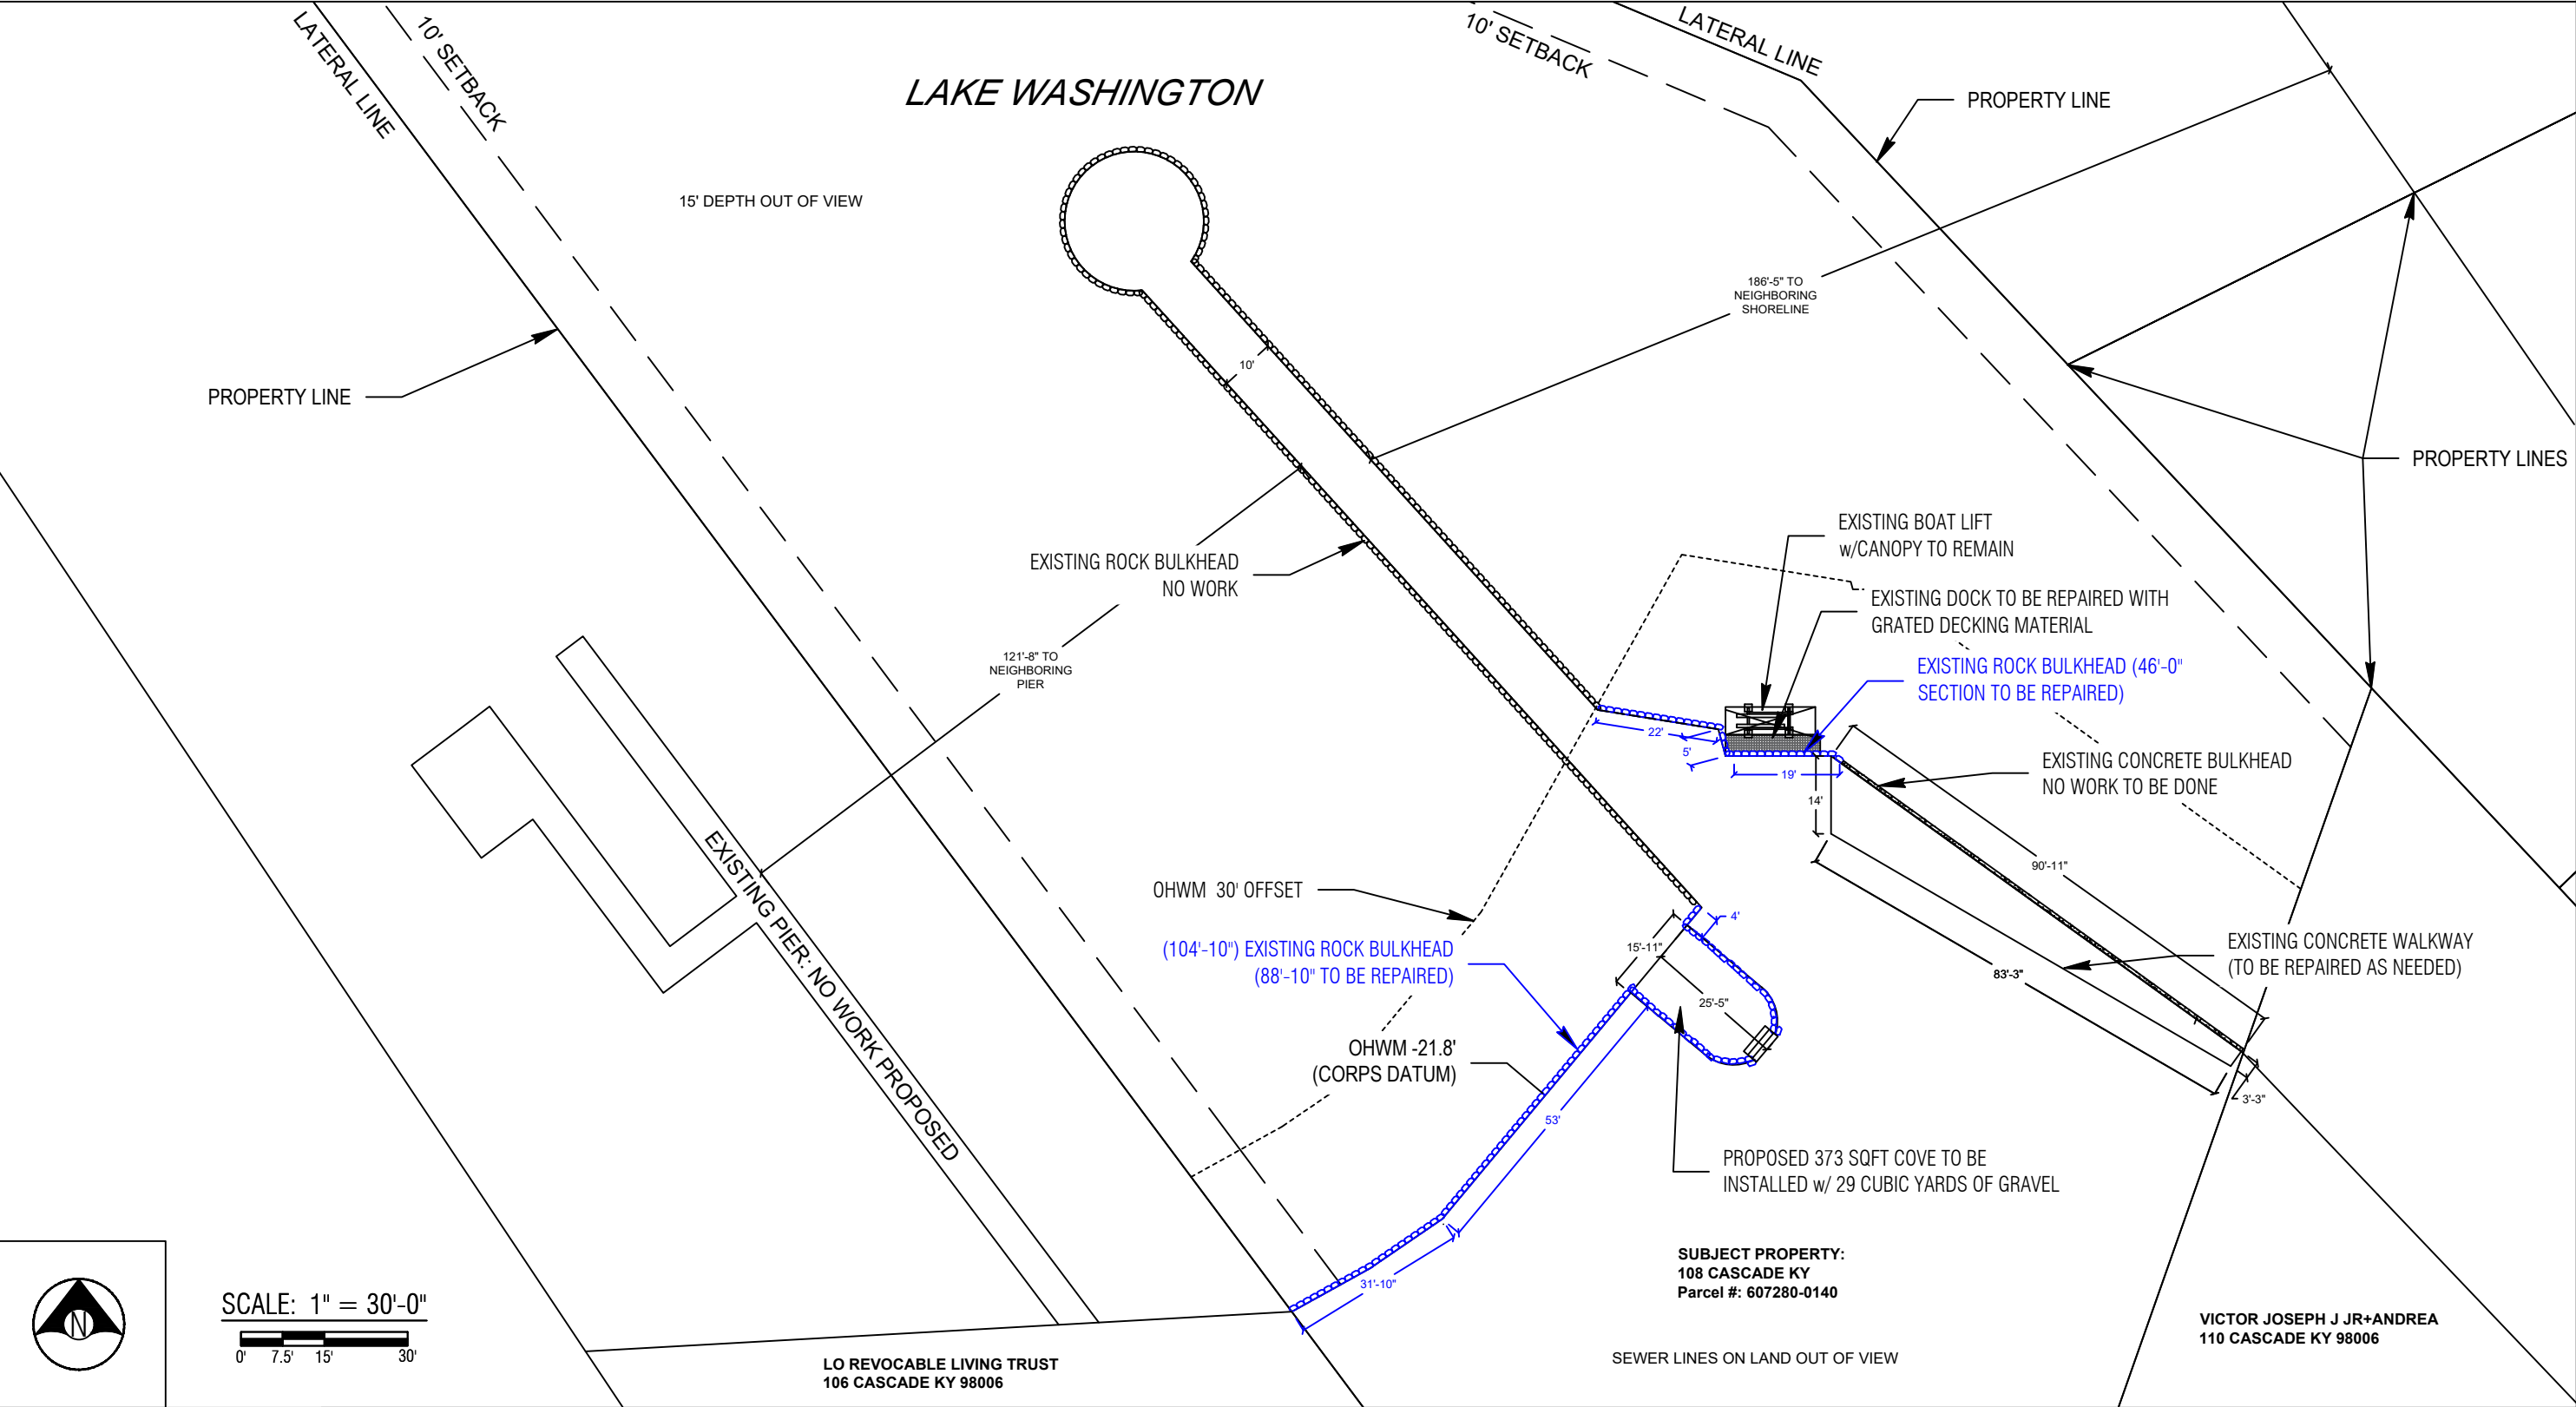 LATERAL LINE
10' SETBACK
10' SETBACK
LATERAL LINE
LAKE WASHINGTON
PROPERTY LINE
15' DEPTH OUT OF VIEW
186'-5" TO
NEIGHBORING
SHORELINE
10'
PROPERTY LINE
PROPERTY LINES
EXISTING BOAT LIFT
w/CANOPY TO REMAIN
EXISTING ROCK BULKHEAD
NO WORK
EXISTING DOCK TO BE REPAIRED WITH
GRATED DECKING MATERIAL
121'-8" TO
NEIGHBORING
PIER
EXISTING ROCK BULKHEAD (46'-0"
SECTION TO BE REPAIRED)
22'
5'
19'
14'
EXISTING CONCRETE BULKHEAD
NO WORK TO BE DONE
90'-11"
EXISTING PIER: NO WORK PROPOSED
OHWM 30' OFFSET
4'
15'-11"
(104'-10") EXISTING ROCK BULKHEAD
(88'-10" TO BE REPAIRED)
EXISTING CONCRETE WALKWAY
(TO BE REPAIRED AS NEEDED)
83'-3"
25'-5"
OHWM -21.8'
(CORPS DATUM)
3'-3"
53'
PROPOSED 373 SQFT COVE TO BE
INSTALLED w/ 29 CUBIC YARDS OF GRAVEL
31'-10"
SUBJECT PROPERTY:
108 CASCADE KY
Parcel #: 607280-0140
N
SCALE: 1" = 30'-0"
0' 7.5' 15' 30'
LO REVOCABLE LIVING TRUST
106 CASCADE KY 98006
SEWER LINES ON LAND OUT OF VIEW
VICTOR JOSEPH J JR+ANDREA
110 CASCADE KY 98006